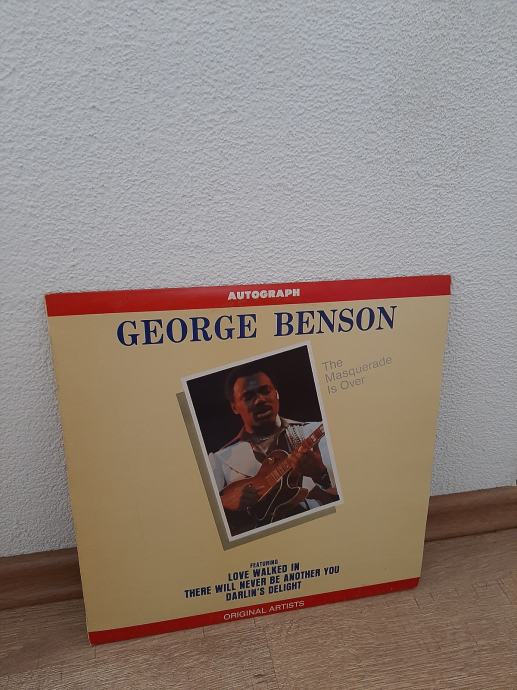 AUTOGRAPH
GEORGE BENSON
The
Masquerade
Is Over
FEATURING
LOVE WALKED IN
THERE WILL NEVER BE ANOTHER YOU
DARLIN'S DELIGHT
ORIGINAL ARTISTS